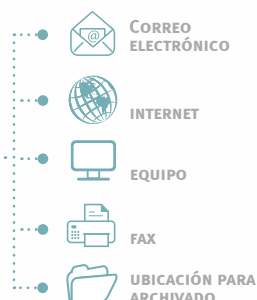 @
Correo
electrónico
internet
equipo
fax
ubicación para
archivado